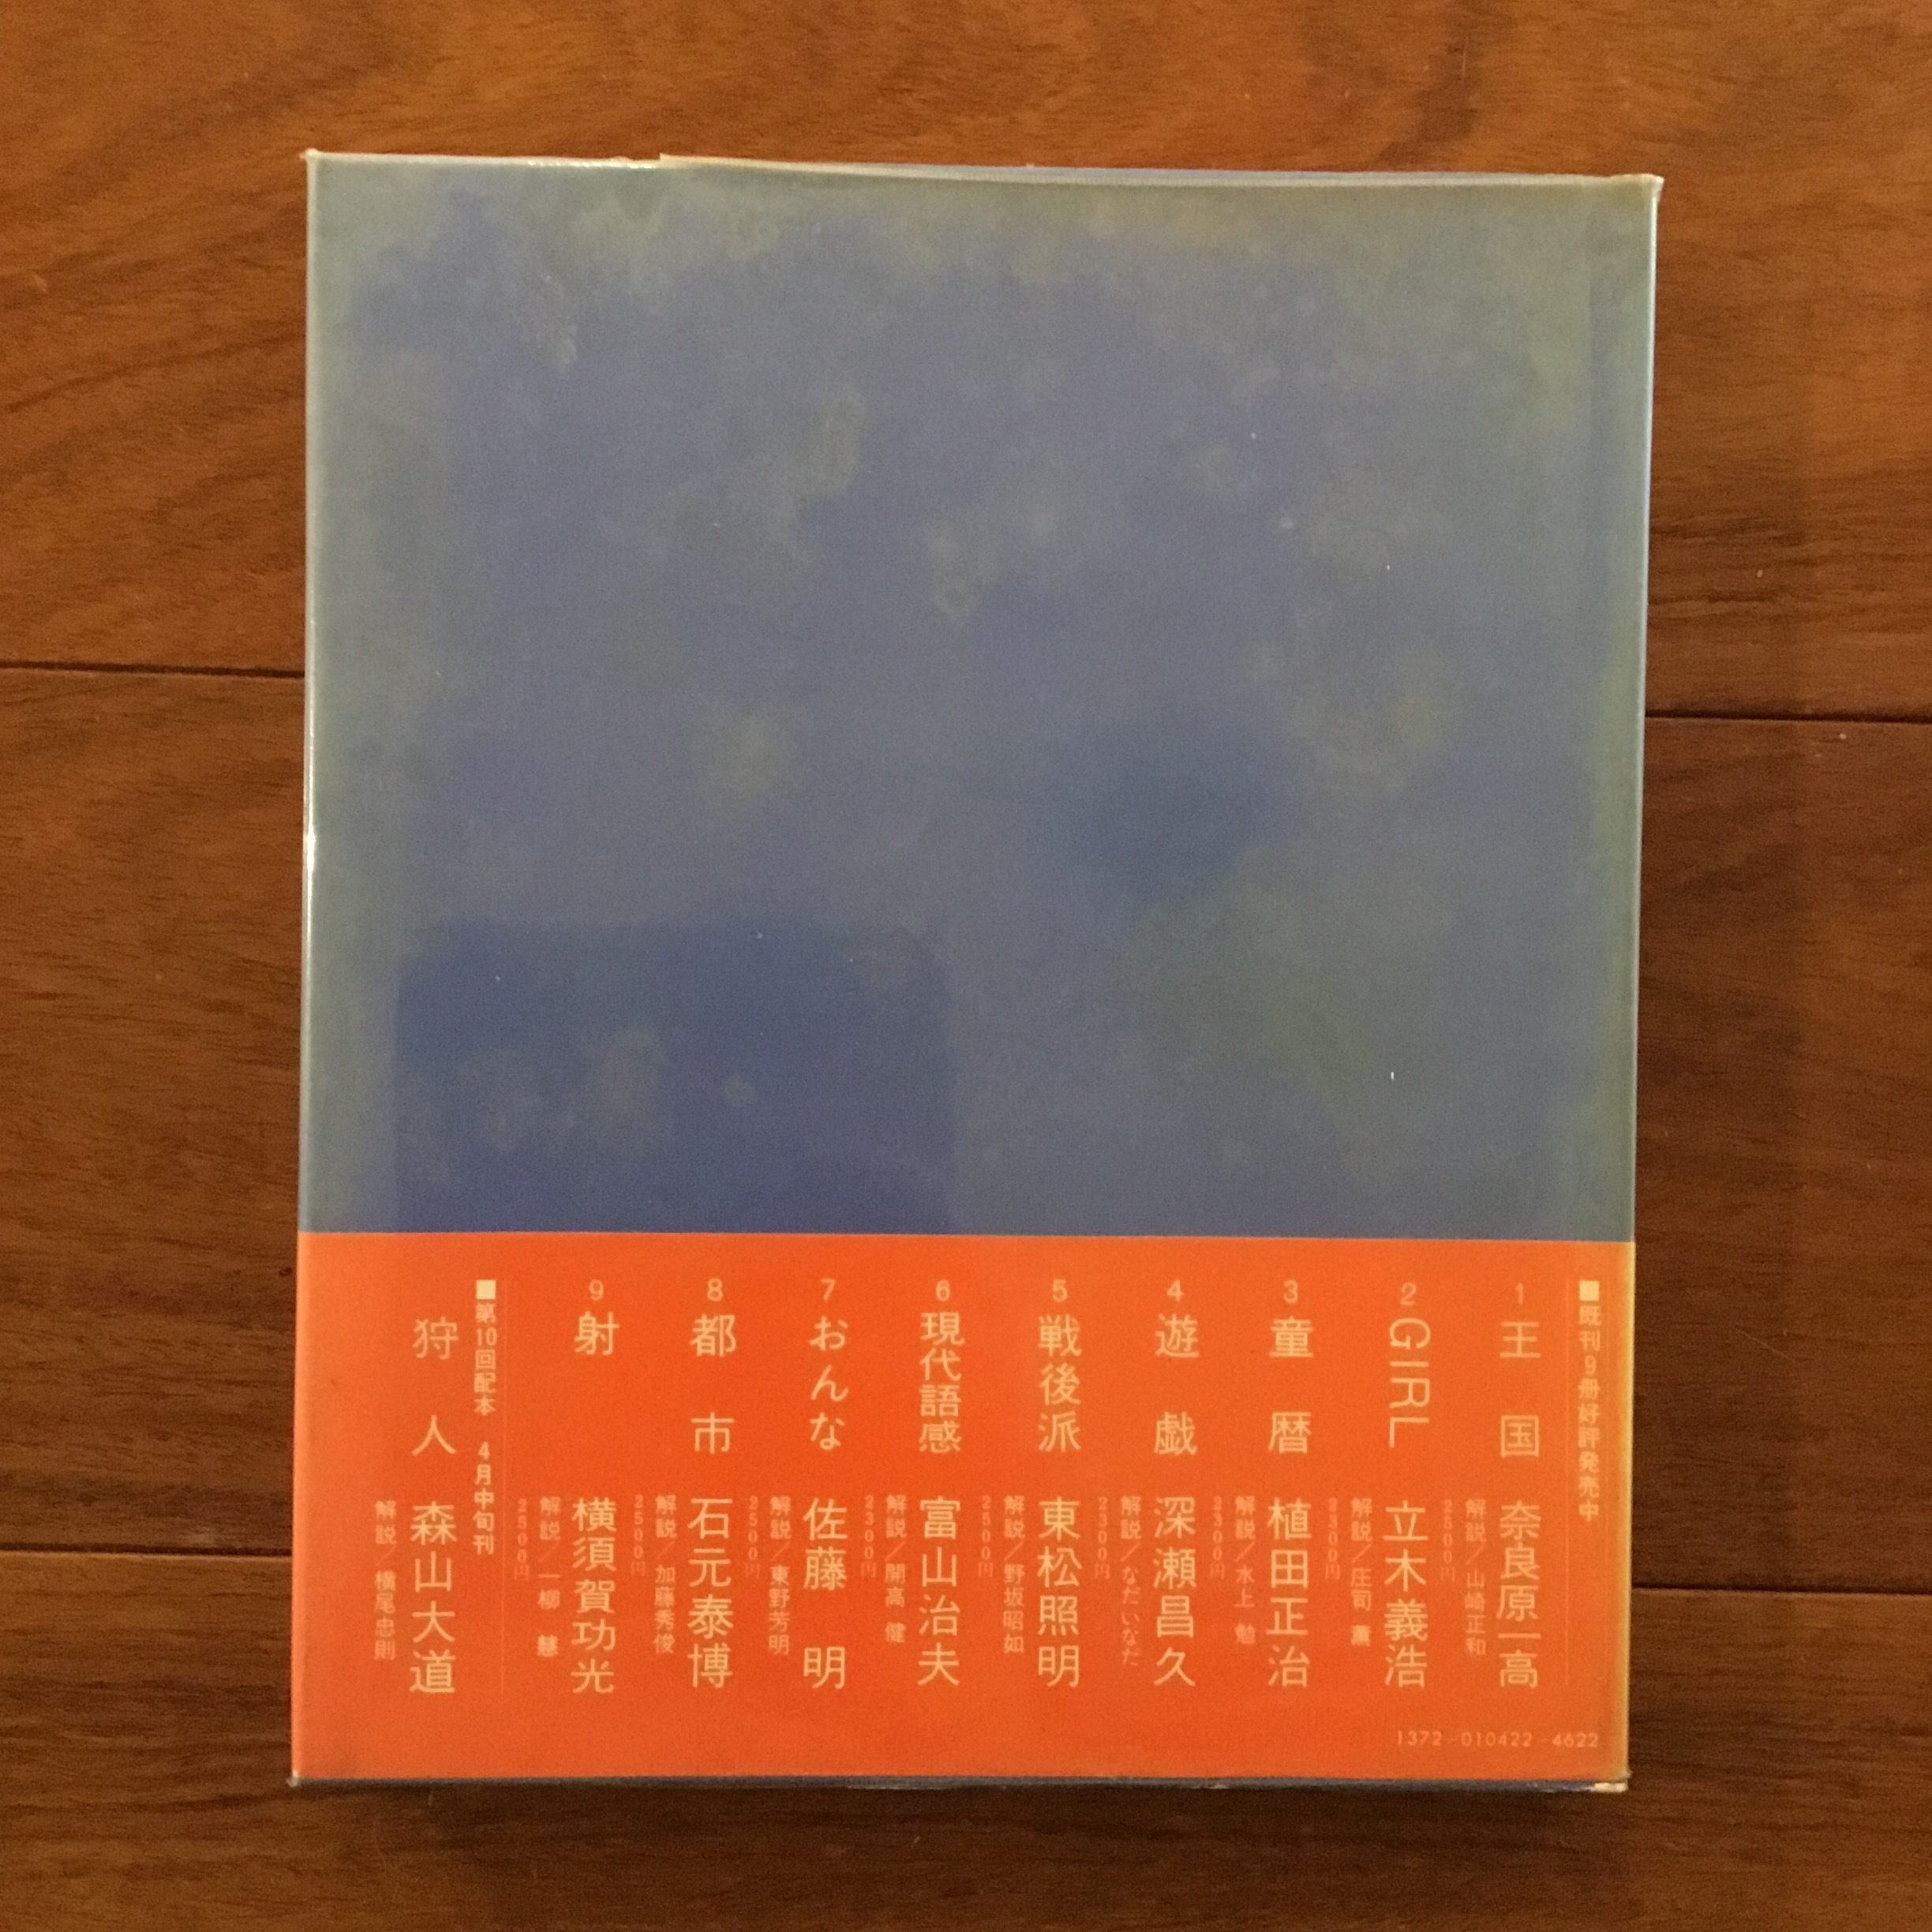 ■既刊9冊好評発売中
1 王国 奈良原一高
解説/山崎正和
2500円
2 GIRL 立木義浩
解説/庄司 薫
2300円
3 童暦 植田正治
解説/水上 勉
2300円
4 遊戯 深瀬昌久
解説/なだいなだ
2300円
5 戦後派 東松照明
解説/野坂昭如
2500円
6 現代語感 富山治夫
解説/開高 健
2300円
7 おんな 佐藤 明
解説/東野芳明
2500円
8 都市 石元泰博
解説/加藤秀俊
2500円
9 射 横須賀功光
解説/一柳 慧
2500円
■第10回配本 4月中旬刊
狩人 森山大道
解説/横尾忠則
1372-010422-4622